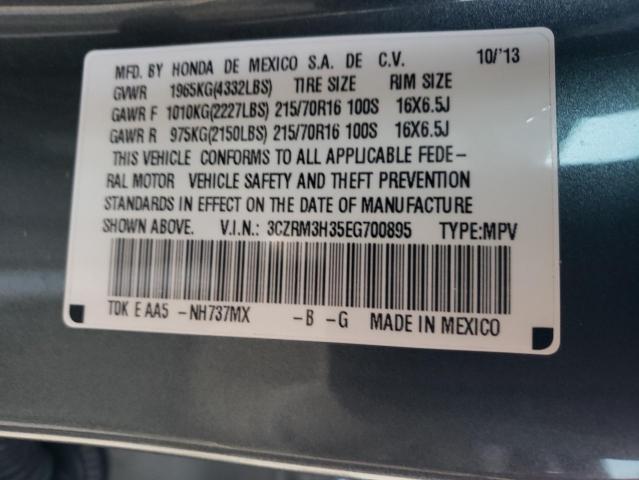 MFD. BY HONDA DE MEXICO S.A. DE C.V. 10/'13
GVWR 1965KG(4332LBS) TIRE SIZE RIM SIZE
GAWR F 1010KG(2227LBS) 215/70R16 100S 16X6.5J
GAWR R 975KG(2150LBS) 215/70R16 100S 16X6.5J
THIS VEHICLE CONFORMS TO ALL APPLICABLE FEDE-
RAL MOTOR VEHICLE SAFETY AND THEFT PREVENTION
STANDARDS IN EFFECT ON THE DATE OF MANUFACTURE
SHOWN ABOVE. V.I.N.: 3CZRM3H35EG700895 TYPE:MPV
TDK E AA5 -NH737MX -B -G MADE IN MEXICO